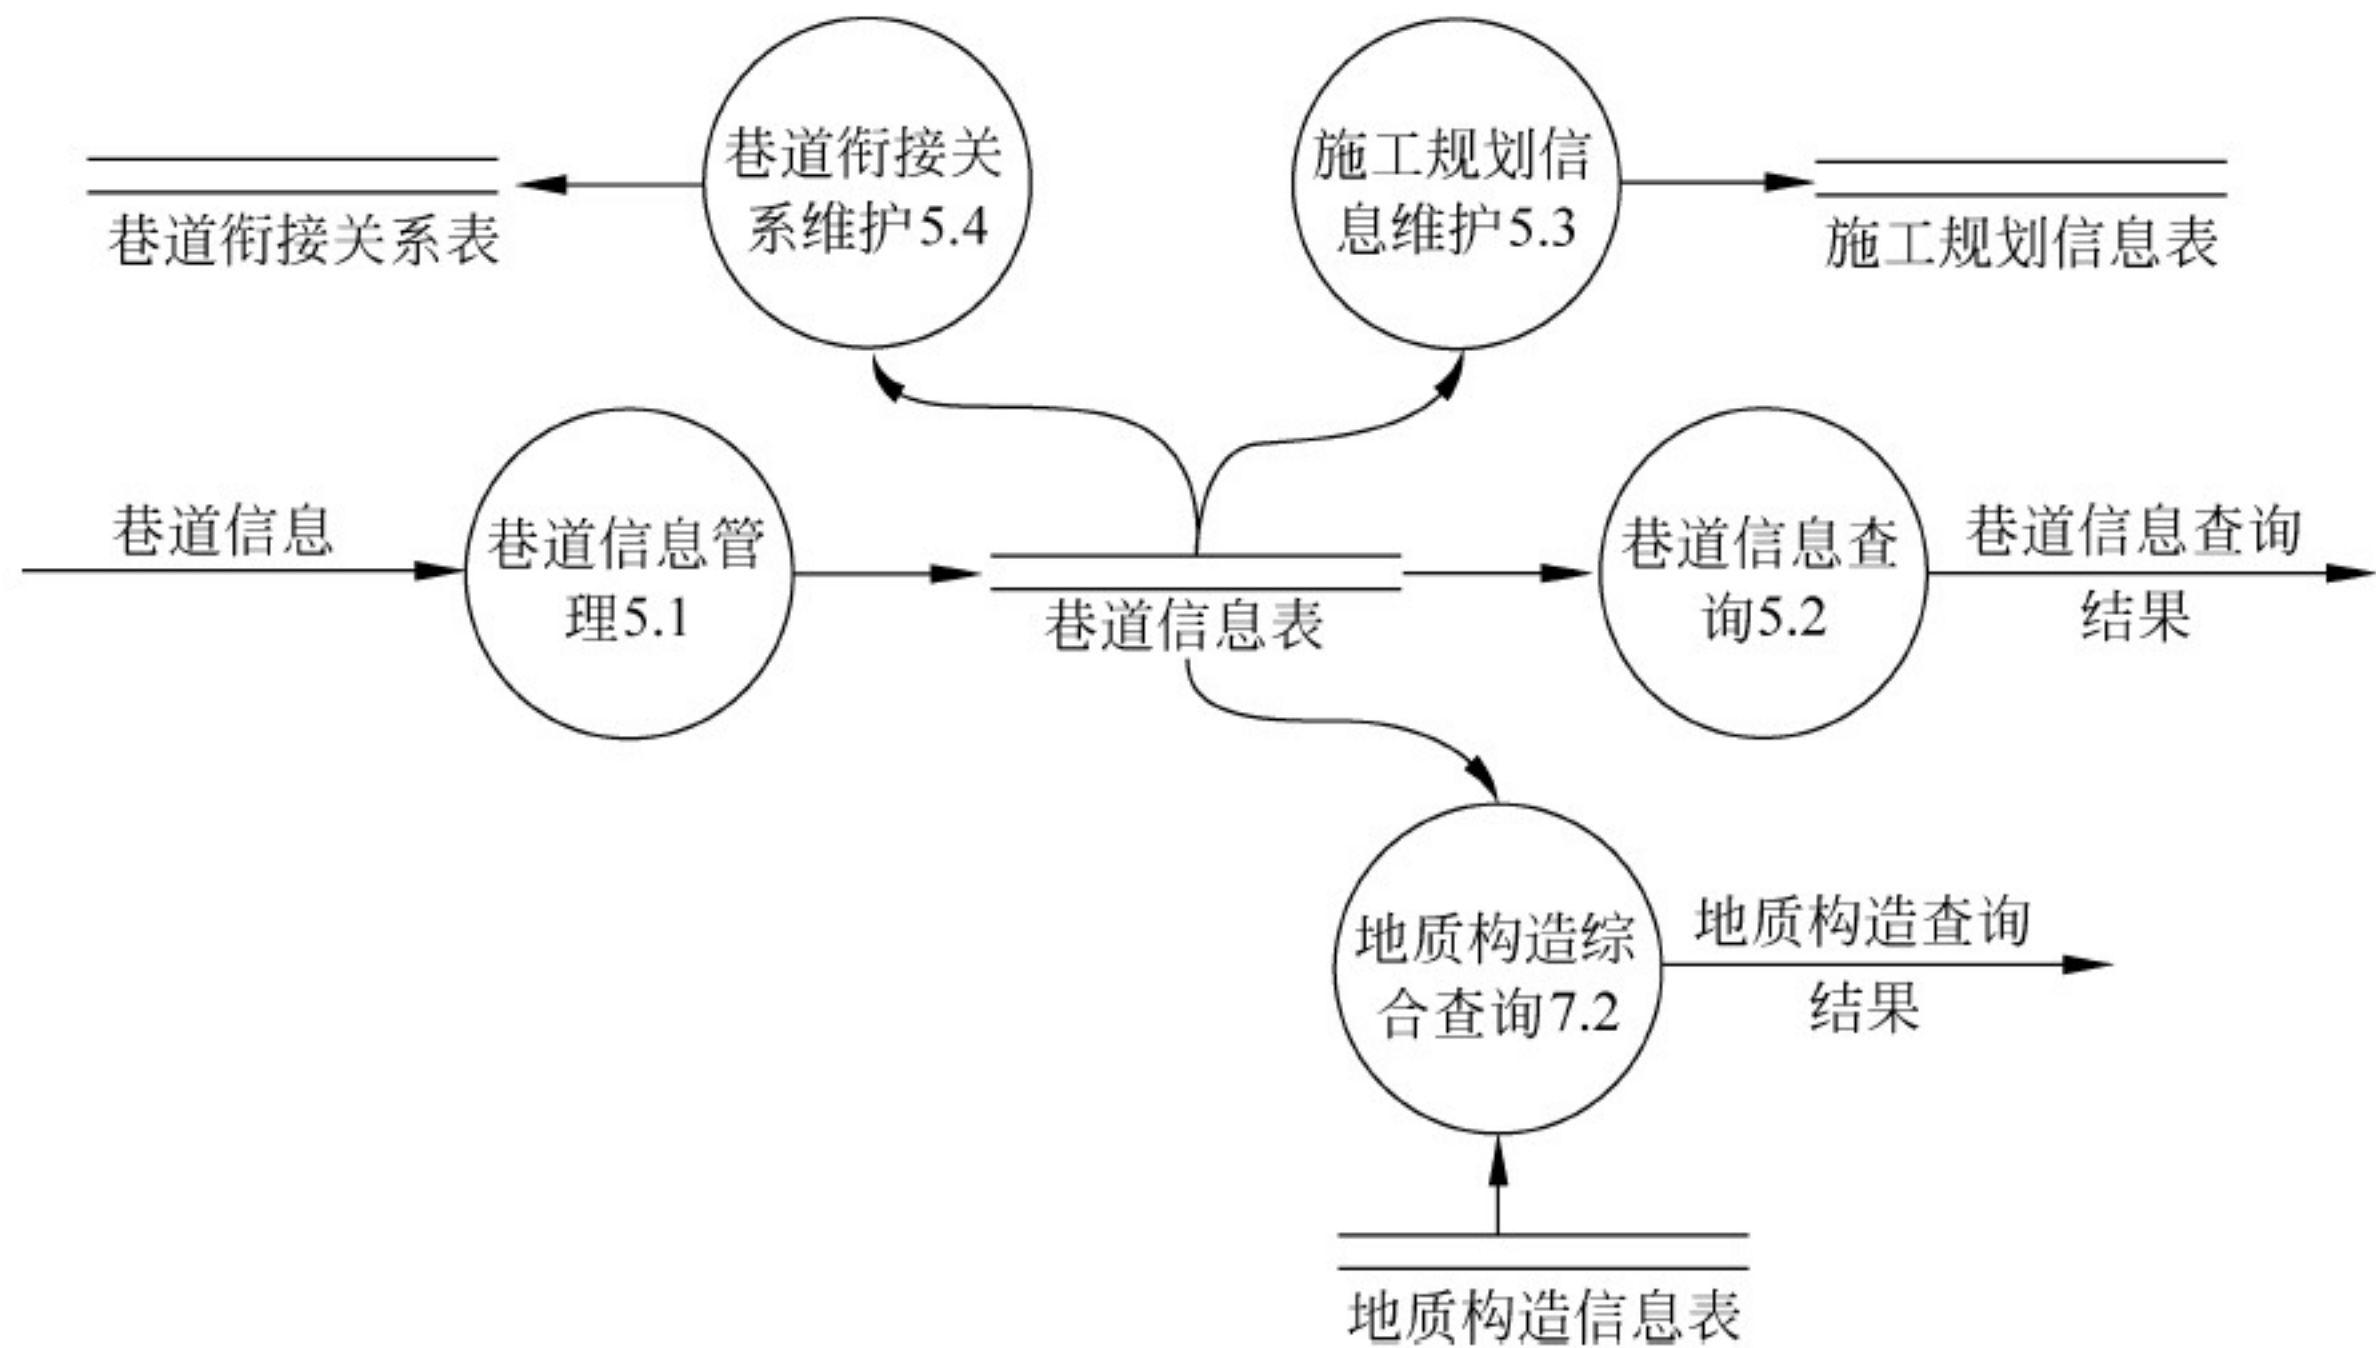 巷道衔接关
系维护5.4
巷道衔接关系表
施工规划信
息维护5.3
施工规划信息表
巷道信息
巷道信息管
理5.1
巷道信息表
巷道信息查
询5.2
巷道信息查询
结果
地质构造综
合查询7.2
地质构造查询
结果
地质构造信息表